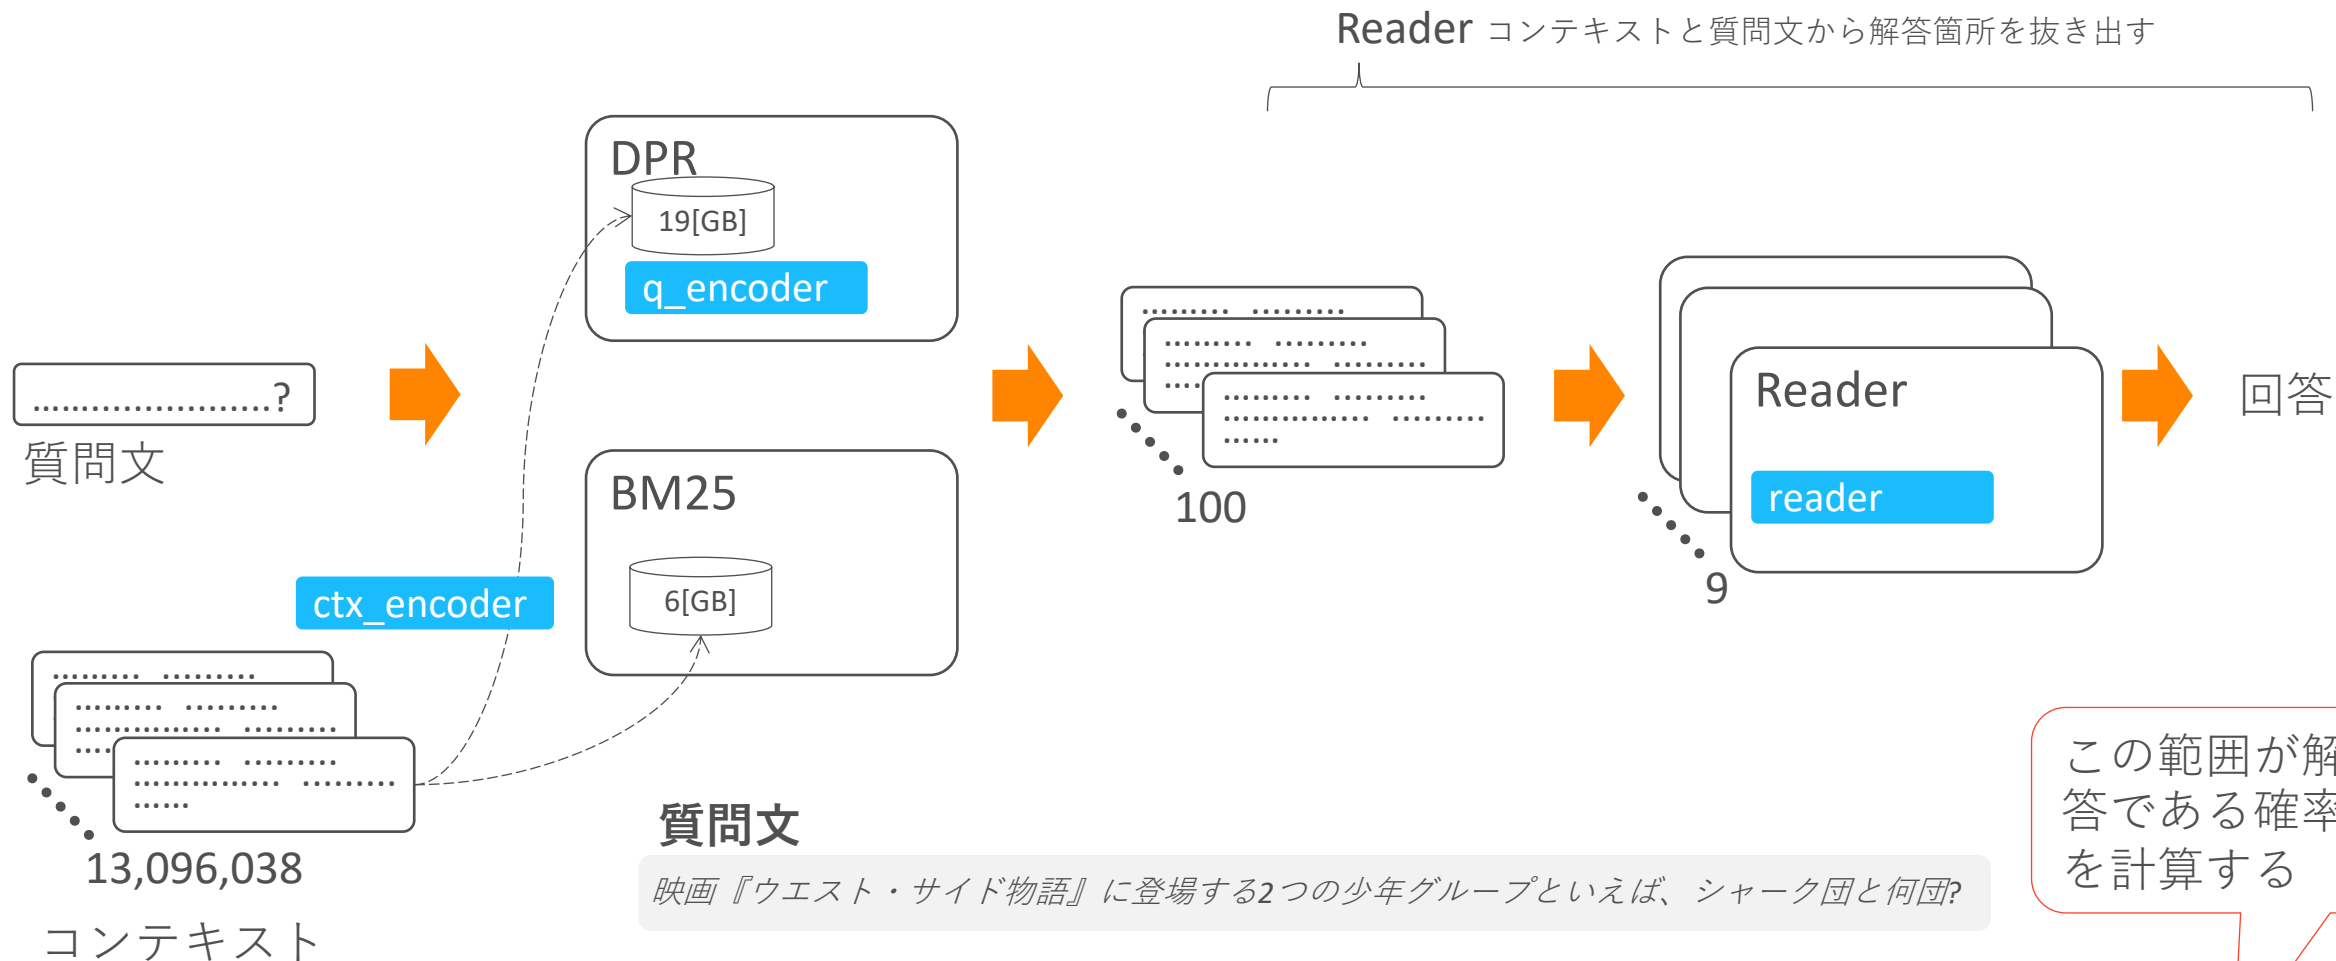 Reader コンテキストと質問文から解答箇所を抜き出す
DPR
19[GB]
q_encoder
......................?
質問文
BM25
6[GB]
ctx_encoder
......... .........
......... .........
............... .........
....
......... .........
............... .........
......
100
Reader
reader
9
回答
......... .........
......... .........
............... .........
....
......... .........
............... .........
......
13,096,038
コンテキスト
質問文
映画『ウエスト・サイド物語』に登場する2つの少年グループといえば、シャーク団と何団?
この範囲が解
答である確率
を計算する